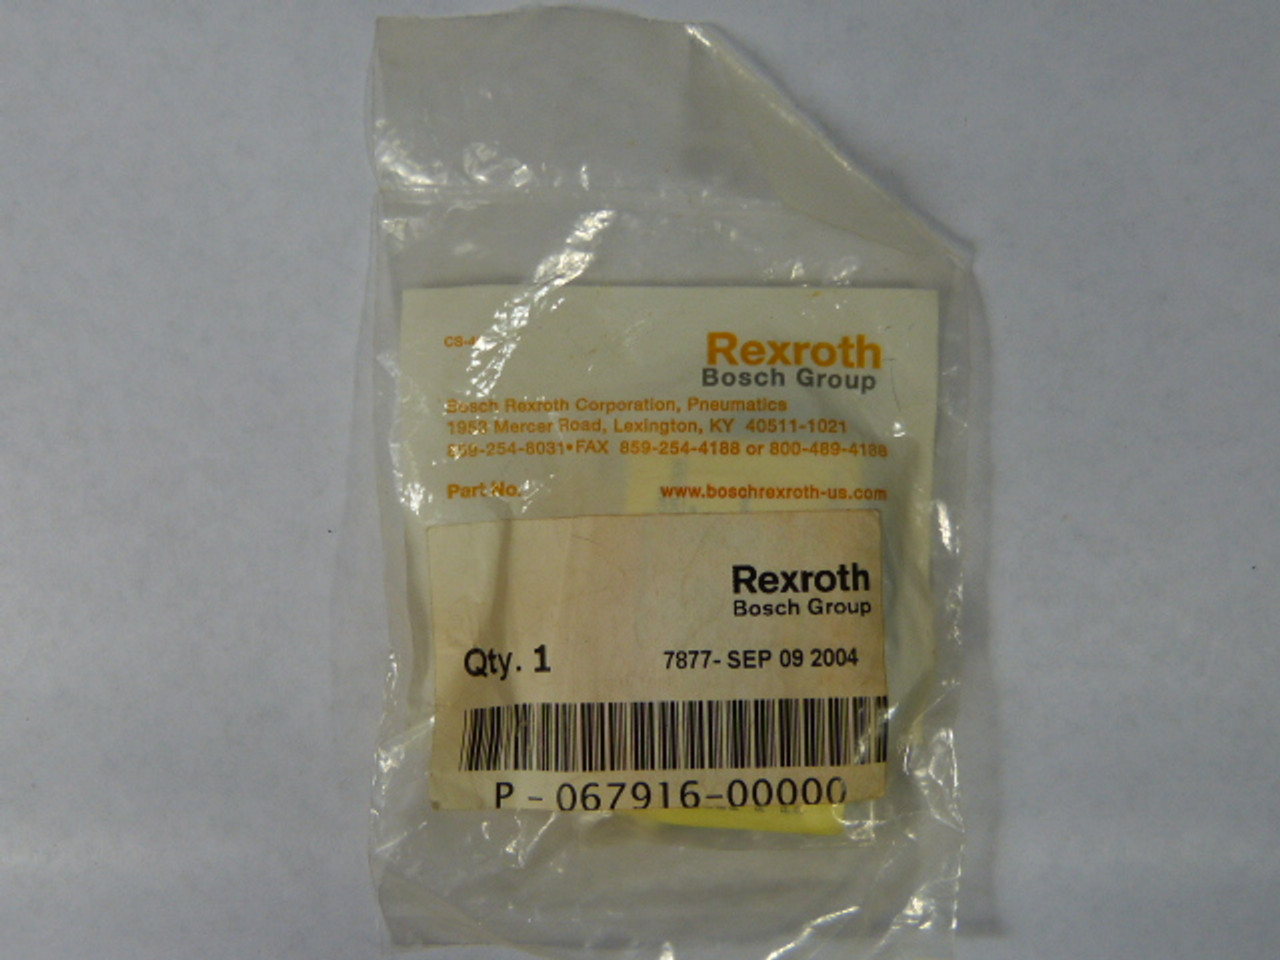 Rexroth
Bosch Group
Bosch Rexroth Corporation, Pneumatics
1953 Mercer Road, Lexington, KY 40511-1021
859-254-8031•FAX 859-254-4188 or 800-489-4188
Part No.
www.boschrexroth-us.com
Rexroth
Bosch Group
Qty. 1
7877- SEP 09 2004
P - 067916-00000